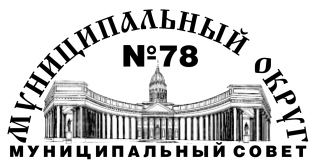 МУНИЦИПАЛЬНЫЙ ОКРУГ
№78
МУНИЦИПАЛЬНЫЙ СОВЕТ